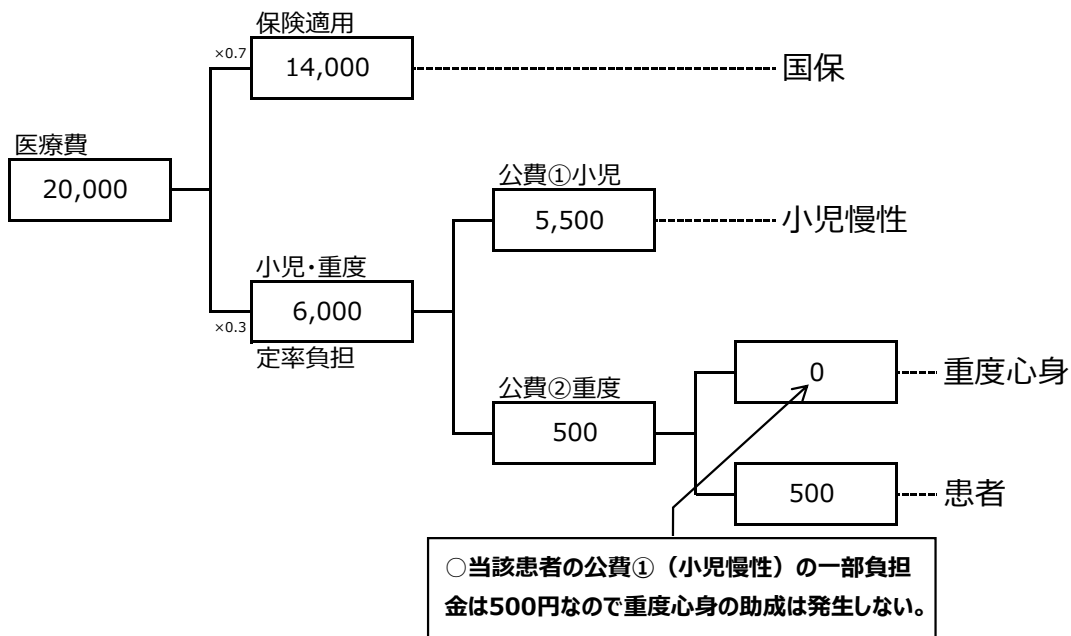 保険適用
×0.7
14,000
国保
医療費
20,000
公費①小児
5,500
小児慢性
小児・重度
×0.3
6,000
定率負担
公費②重度
500
0
重度心身
500
患者
○当該患者の公費①（小児慢性）の一部負担
金は500円なので重度心身の助成は発生しない。